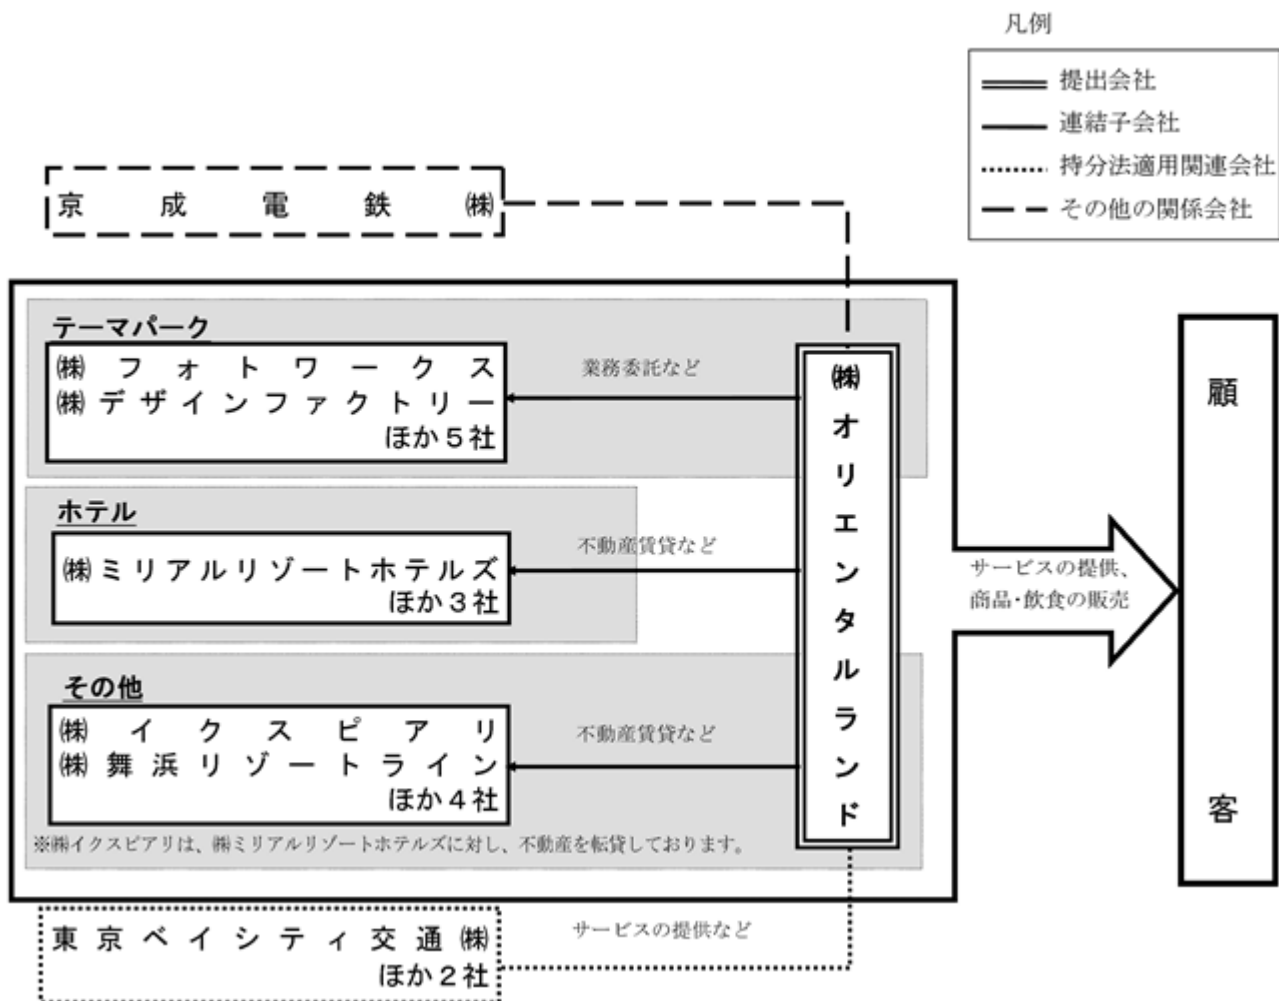 凡例
提出会社
連結子会社
持分法適用関連会社
その他の関係会社
京成電鉄㈱
テーマパーク
㈱フォトワークス
㈱デザインファクトリー
ほか５社
業務委託など
ホテル
㈱ミリアルリゾートホテルズ
ほか３社
不動産賃貸など
その他
㈱イクスピアリ
㈱舞浜リゾートライン
ほか４社
不動産賃貸など
※㈱イクスピアリは、㈱ミリアルリゾートホテルズに対し、不動産を転貸しております。
㈱オリエンタルランド
サービスの提供、
商品・飲食の販売
顧客
東京ベイシティ交通㈱
ほか２社
サービスの提供など